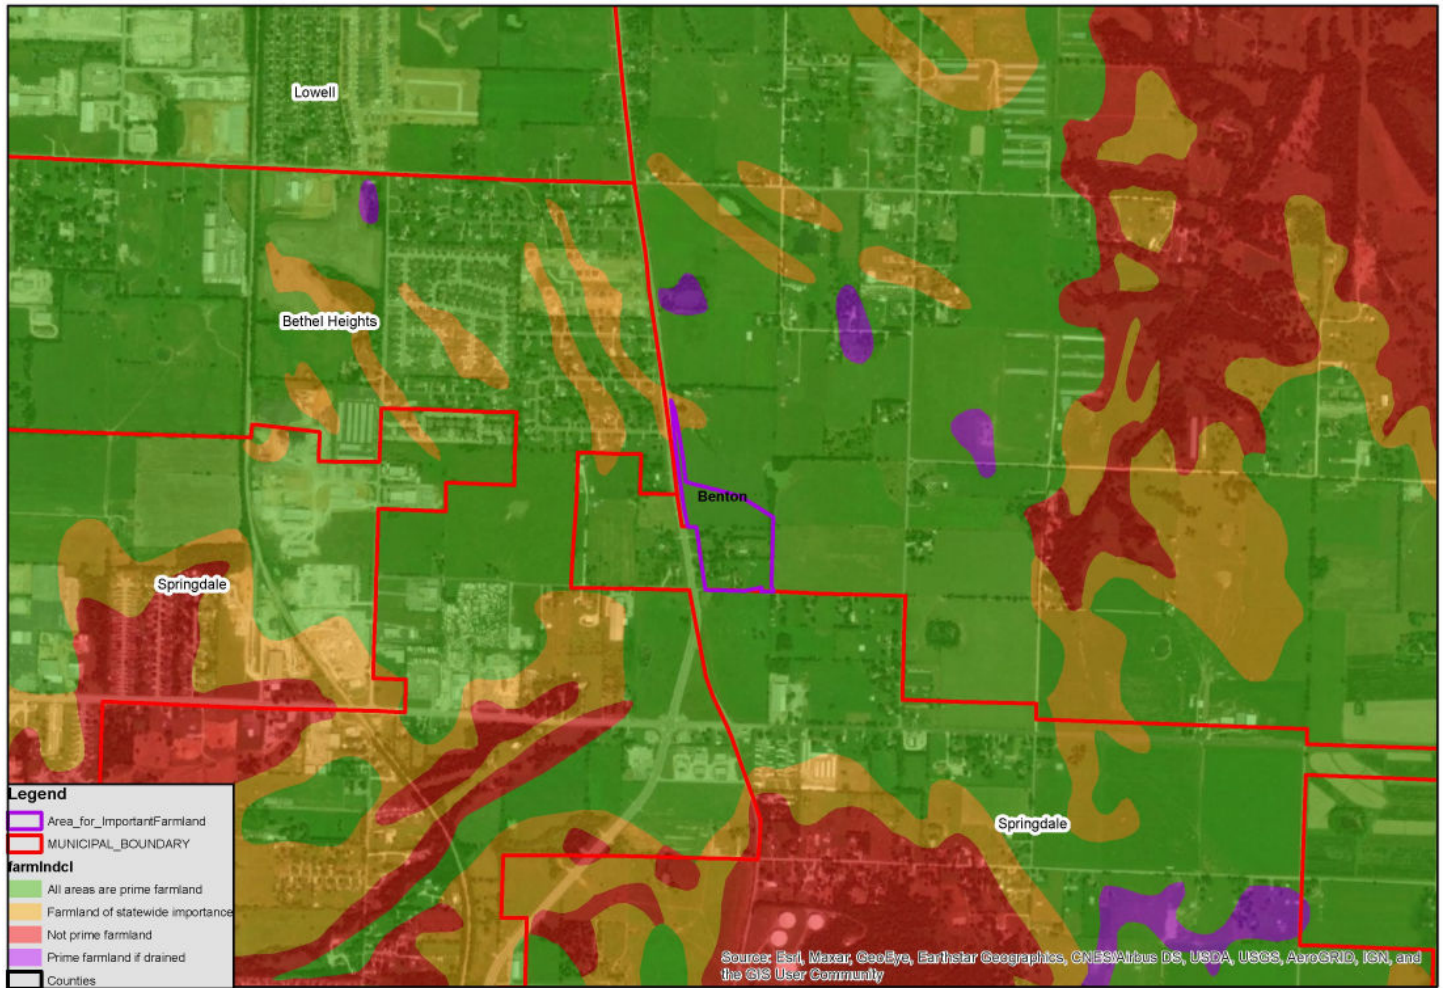 Lowell
Bethel Heights
Benton
Springdale
Springdale
Legend
Area_for_ImportantFarmland
MUNICIPAL_BOUNDARY
farmlndcl
All areas are prime farmland
Farmland of statewide importance
Not prime farmland
Prime farmland if drained
Counties
Source: Esri, Maxar, GeoEye, Earthstar Geographics, CNES/Airbus DS, USDA, USGS, AeroGRID, IGN, and
the GIS User Community